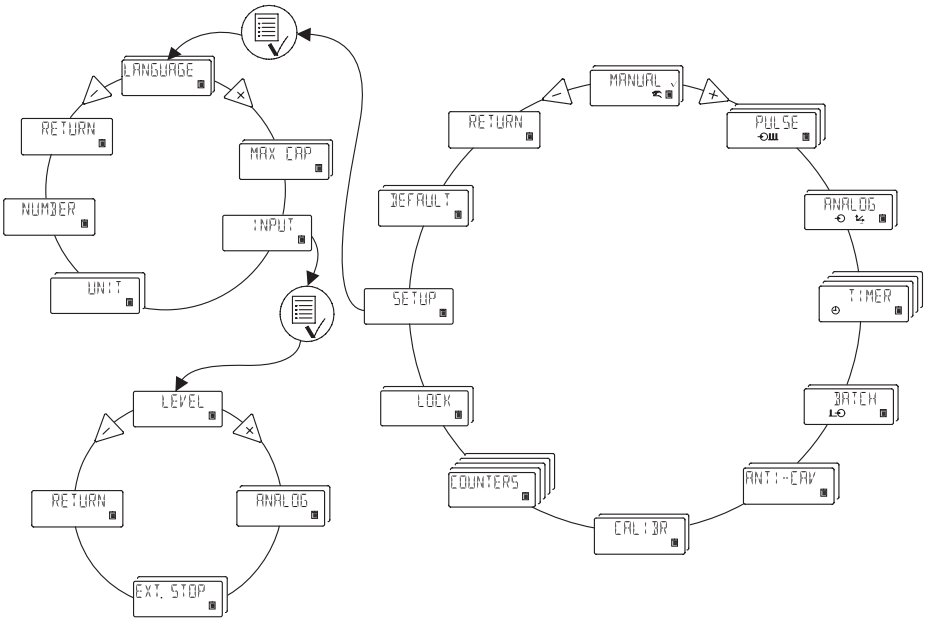 LANGUAGE
MAX CAP
INPUT
UNIT
NUMBER
RETURN
LEVEL
ANALOG
EXT. STOP
RETURN
MANUAL
PULSE
ANALOG
TIMER
BATCH
ANTI-CAV
CALIBR
COUNTERS
LOCK
SETUP
DEFAULT
RETURN